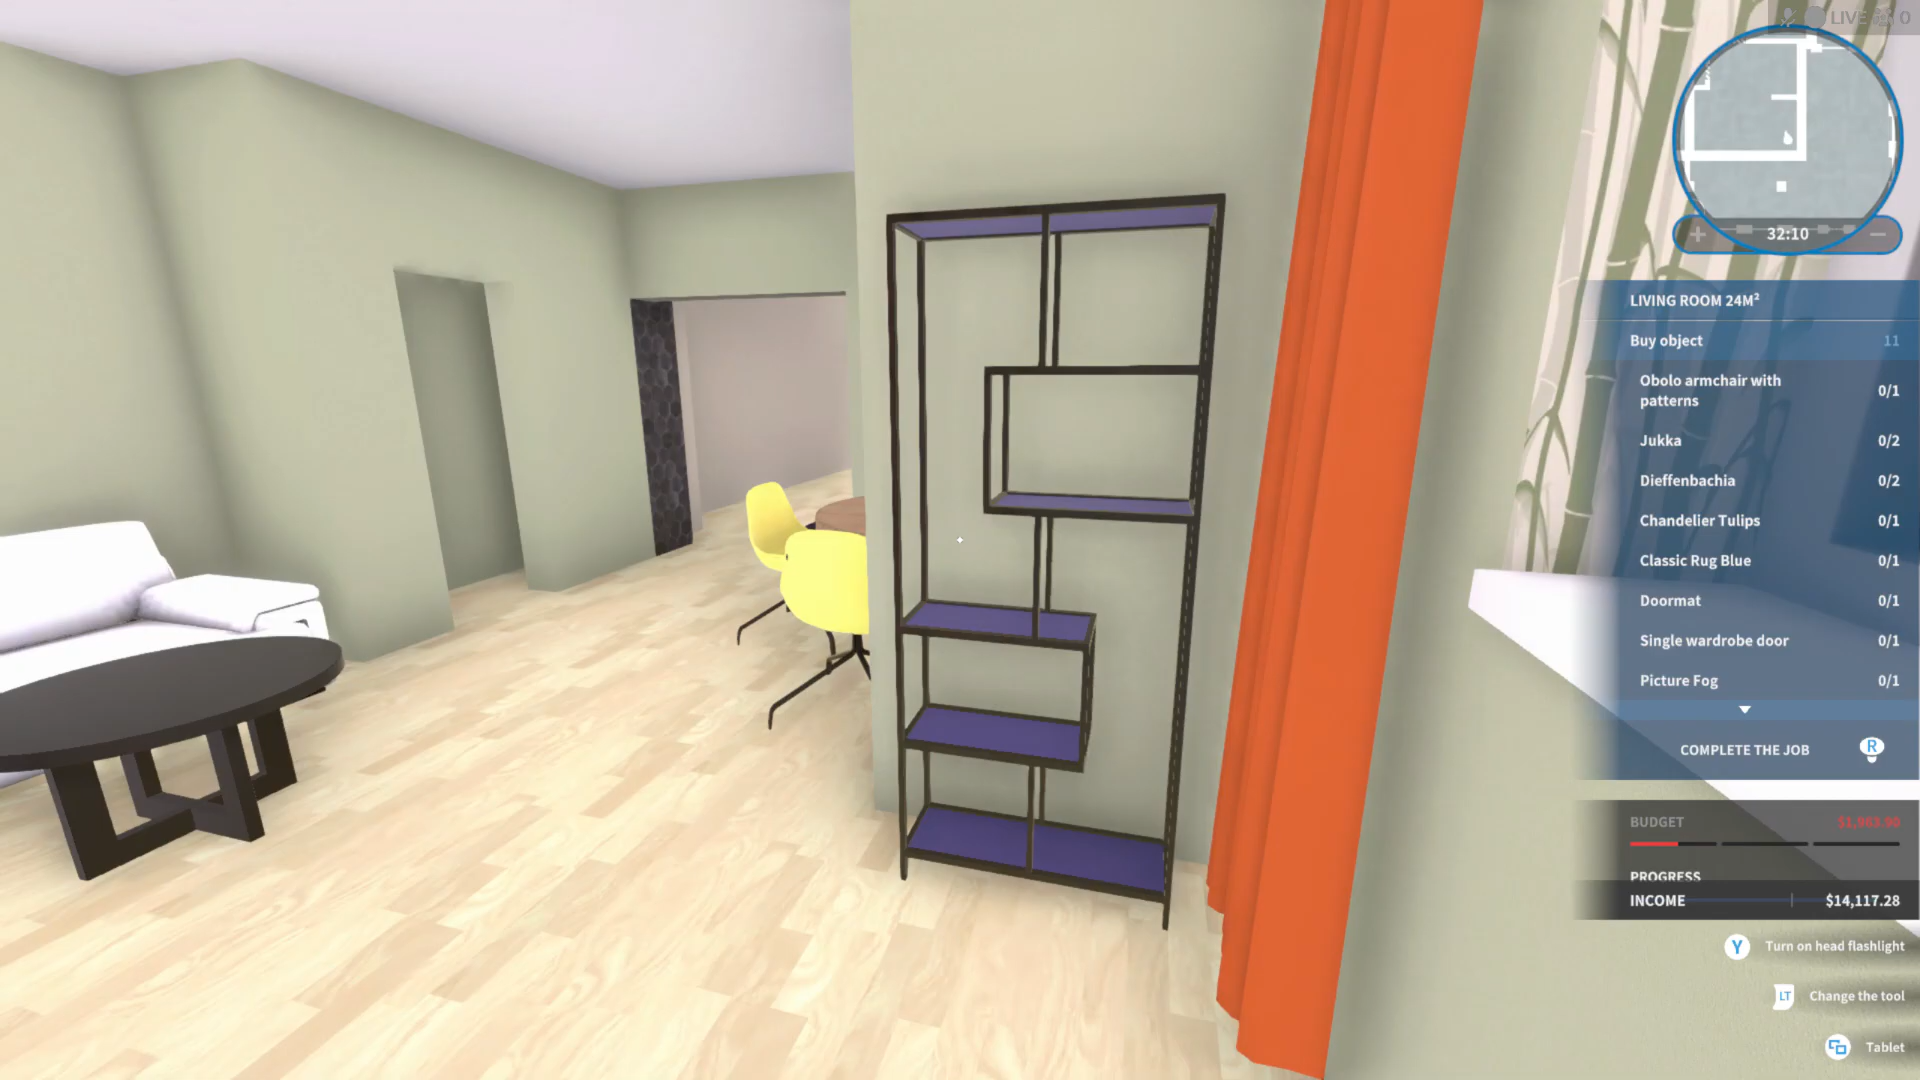 LIVE 0
32:10
LIVING ROOM 24M²
Buy object 11
Obolo armchair with
patterns 0/1
Jukka 0/2
Dieffenbachia 0/2
Chandelier Tulips 0/1
Classic Rug Blue 0/1
Doormat 0/1
Single wardrobe door 0/1
Picture Fog 0/1
COMPLETE THE JOB R
BUDGET
PROGRESS
INCOME $14,117.28
Y Turn on head flashlight
LT Change the tool
Tablet